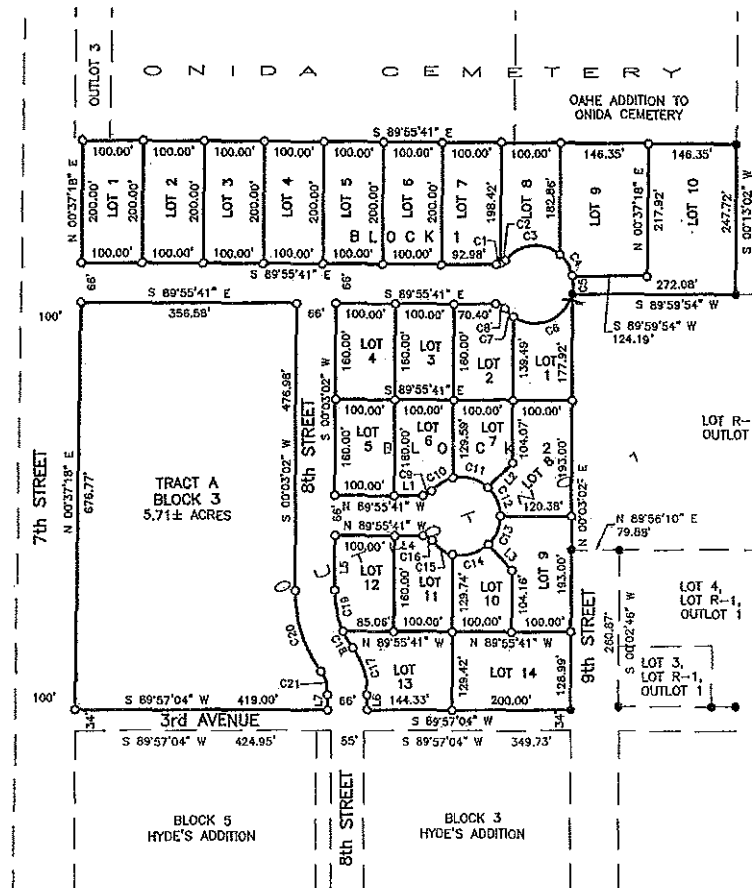 OUTLOT 3
ONIDA CEMETERY
OAHE ADDITION TO
ONIDA CEMETERY
S 89°55'41" E
100.00' 100.00' 100.00' 100.00' 100.00' 100.00' 100.00' 100.00' 146.35' 146.35'
N 00°37'18" E
200.00' 200.00' 200.00' 200.00' 200.00' 200.00' 200.00' 198.42' 182.86'
LOT 1
LOT 2
LOT 3
LOT 4
LOT 5
LOT 6
LOT 7
LOT 8
LOT 9
N 00°37'18" E
217.92'
LOT 10
247.72'
S 00°13'02" W
BLOCK 1
C1 C2 C3 C4 C5
100.00' 100.00' 100.00' 100.00' 100.00' 100.00' 92.98'
S 89°55'41" E
66' 66'
272.08'
S 89°59'54" W
S 89°59'54" W
124.19'
100'
S 89°55'41" E
356.58'
66'
S 89°55'41" E
100.00' 100.00' 70.40'
C8 C7 C6
LOT 4
160.00'
LOT 3
160.00'
LOT 2
139.49'
LOT 1
177.92'
160.00'
S 00°03'02" W
S 89°55'41" E
100.00' 100.00' 100.00' 100.00'
LOT 5
LOT 6
LOT 7
LOT 8
BLOCK 2
160.00' 160.00' 129.59' 104.07' 193.00'
L1 C9 C10 C11 L2 C12
100.00'
120.38'
66'
N 00°03'02" E
N 89°56'10" E
79.88'
LOT R-
OUTLOT
7th STREET
N 00°37'18" E
676.77'
TRACT A
BLOCK 3
5.71± ACRES
476.98'
S 00°03'02" W
8th STREET
N 89°55'41" W
100.00'
L4 C16 C15 C14 C13 L3
L5
LOT 12
160.00'
LOT 11
129.74'
LOT 10
104.16'
LOT 9
193.00'
C19 C20
85.06' 100.00' 100.00' 100.00'
N 89°55'41" W N 89°55'41" W
C18 C17 C21
LOT 13
129.42'
LOT 14
128.99'
L7 L6
9th STREET
260.87'
S 00°02'46" W
LOT 4,
LOT R-1,
OUTLOT 1
LOT 3,
LOT R-1,
OUTLOT 1
100'
S 89°57'04" W 419.00'
66'
144.33' 200.00'
S 89°57'04" W
34' 34'
3rd AVENUE
S 89°57'04" W 424.95'
55'
S 89°57'04" W 349.73'
BLOCK 5
HYDE'S ADDITION
8th STREET
BLOCK 3
HYDE'S ADDITION